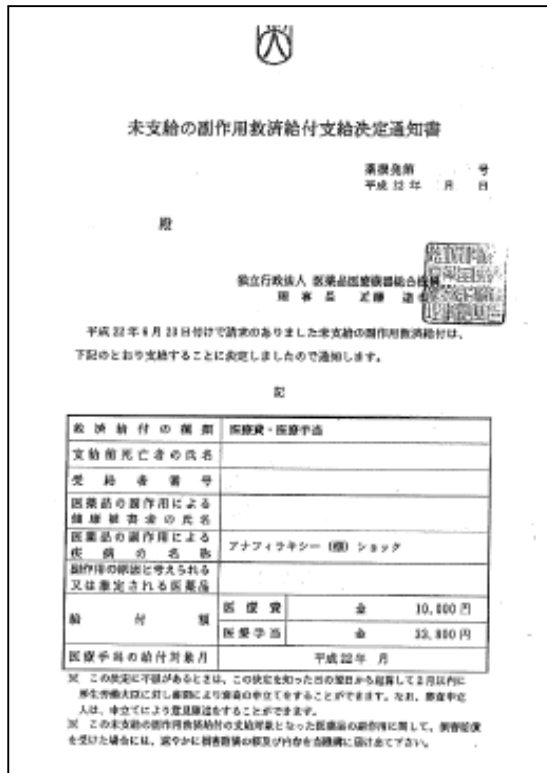 未支給の副作用救済給付支給決定通知書
薬機発第　　号
平成 22 年　月　日
殿
独立行政法人 医薬品医療機器総合機構
理 事 長 近 藤 達
平成 22 年 6 月 23 日付けで請求のありました未支給の副作用救済給付は、
下記のとおり支給することに決定しましたので通知します。
記
救済給付の種類　医療費・医療手当
支給前死亡者の氏名
受給者番号
医薬品の副作用による
健康被害者の氏名
医薬品の副作用による
疾病の名称　アナフィラキシー（様）ショック
副作用の原因と考えられる
又は推定される医薬品
給付額　医療費　金　10,000 円
医療手当　金　33,800 円
医療手当の給付対象月　平成 22 年　月
※ この決定に不服があるときは、この決定を知った日の翌日から起算して 2 月以内に
厚生労働大臣に対し書面により審査の申立てをすることができます。なお、審査申立
人は、申立てにより意見陳述をすることができます。
※ この未支給の副作用救済給付の支給対象となった医薬品の副作用に関して、損害賠償
を受けた場合には、速やかに損害賠償の額及び内容を当機構に届け出て下さい。